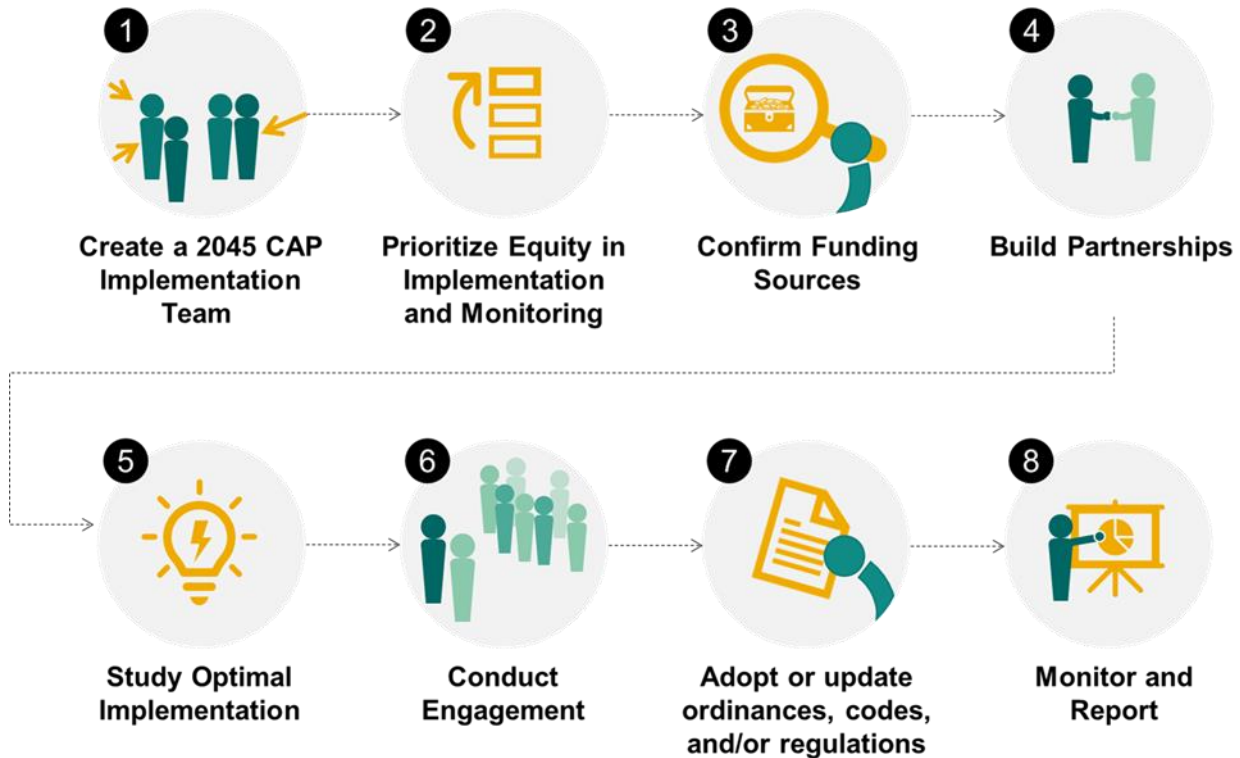 1
Create a 2045 CAP
Implementation
Team
2
Prioritize Equity in
Implementation
and Monitoring
3
Confirm Funding
Sources
4
Build Partnerships
5
Study Optimal
Implementation
6
Conduct
Engagement
7
Adopt or update
ordinances, codes,
and/or regulations
8
Monitor and
Report